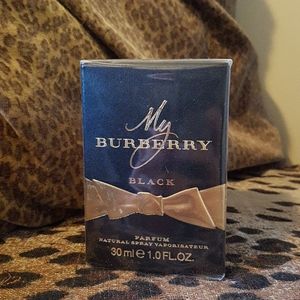 My
BURBERRY
BLACK
PARFUM
NATURAL SPRAY VAPORISATEUR
30 ml ℮ 1.0 FL.OZ.